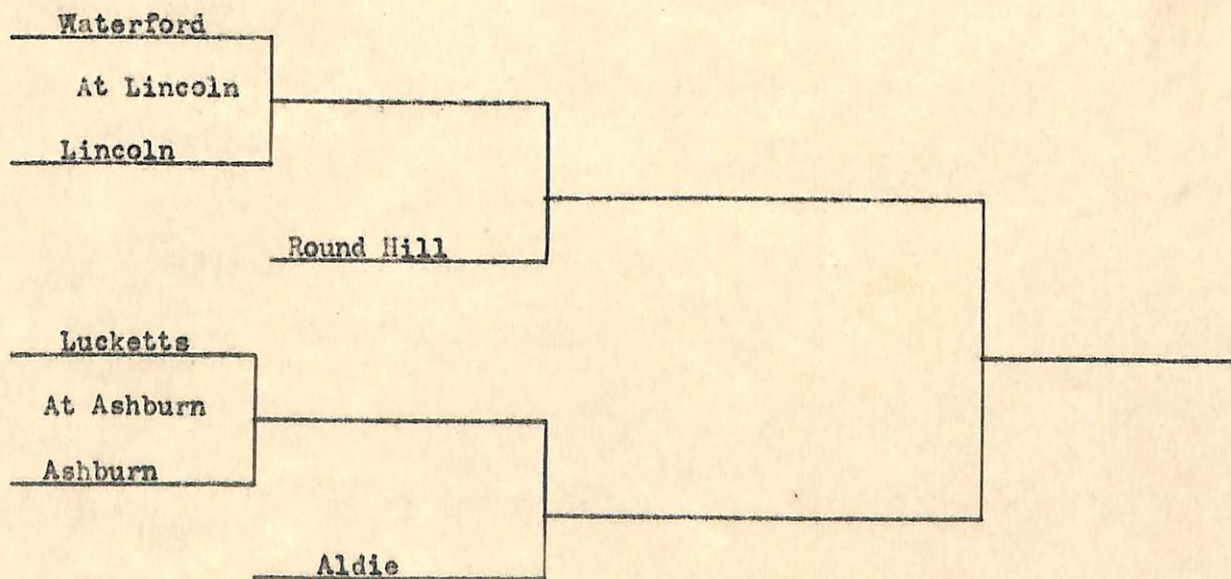 Waterford
At Lincoln
Lincoln
Round Hill
Lucketts
At Ashburn
Ashburn
Aldie